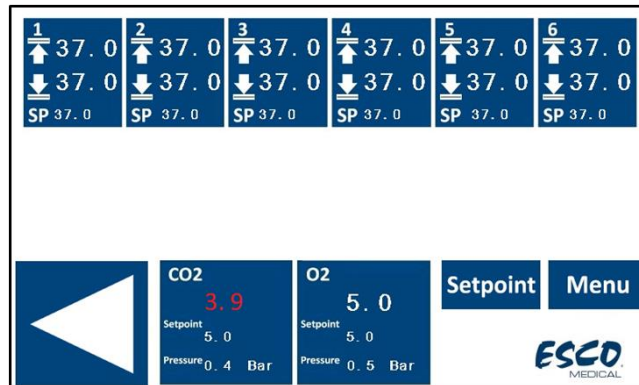 1 2 3 4 5 6
37.0 37.0 37.0 37.0 37.0 37.0
37.0 37.0 37.0 37.0 37.0 37.0
SP 37.0 SP 37.0 SP 37.0 SP 37.0 SP 37.0 SP 37.0
CO2
3.9
Setpoint
5.0
Pressure 0.4 Bar
O2
5.0
Setpoint
5.0
Pressure 0.5 Bar
Setpoint
Menu
ESCO
MEDICAL